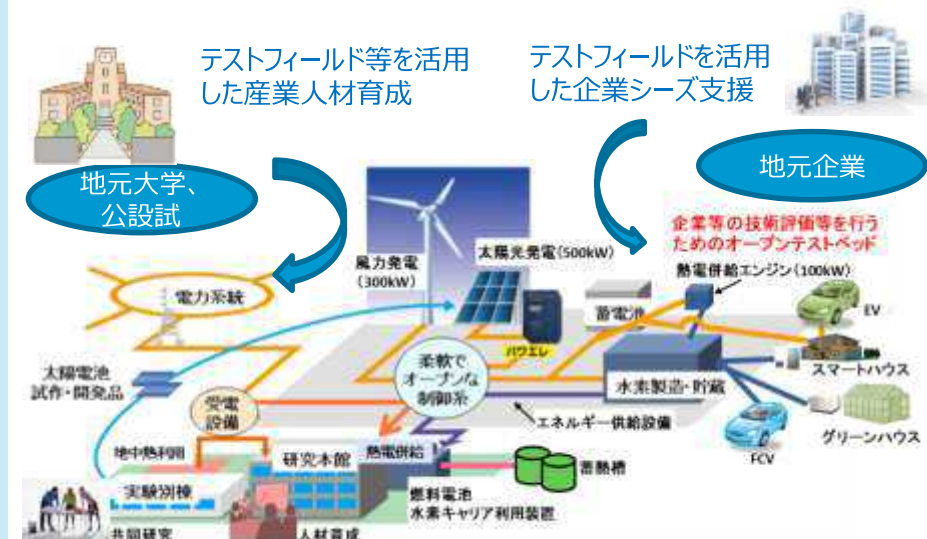 テストフィールド等を活用
した産業人材育成
テストフィールドを活用
した企業シーズ支援
地元大学、
公設試
地元企業
企業等の技術評価等を行う
ためのオープンテストベッド
風力発電
(300kW)
太陽光発電(500kW)
熱電併給エンジン(100kW)
電力系統
蓄電池
EV
パワエレ
柔軟で
オープンな
制御系
スマートハウス
太陽電池
試作・開発品
水素製造・貯蔵
受電
設備
エネルギー供給設備
グリーンハウス
FCV
地中熱利用
研究本館
熱電併給
蓄熱槽
実験別棟
燃料電池
水素キャリア利用装置
共同研究
人材育成